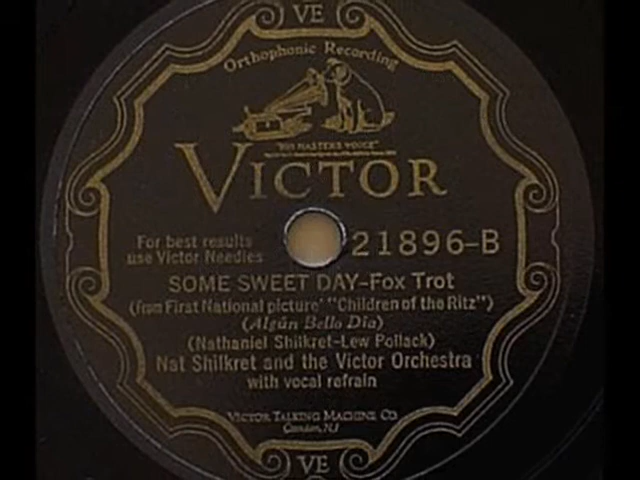 VE
Orthophonic Recording
"HIS MASTER'S VOICE"
VICTOR
For best results
use Victor Needles
21896-B
SOME SWEET DAY-Fox Trot
(from First National picture "Children of the Ritz")
(Algún Bello Día)
(Nathaniel Shilkret-Lew Pollack)
Nat Shilkret and the Victor Orchestra
with vocal refrain
VICTOR TALKING MACHINE CO.
Camden, NJ
VE